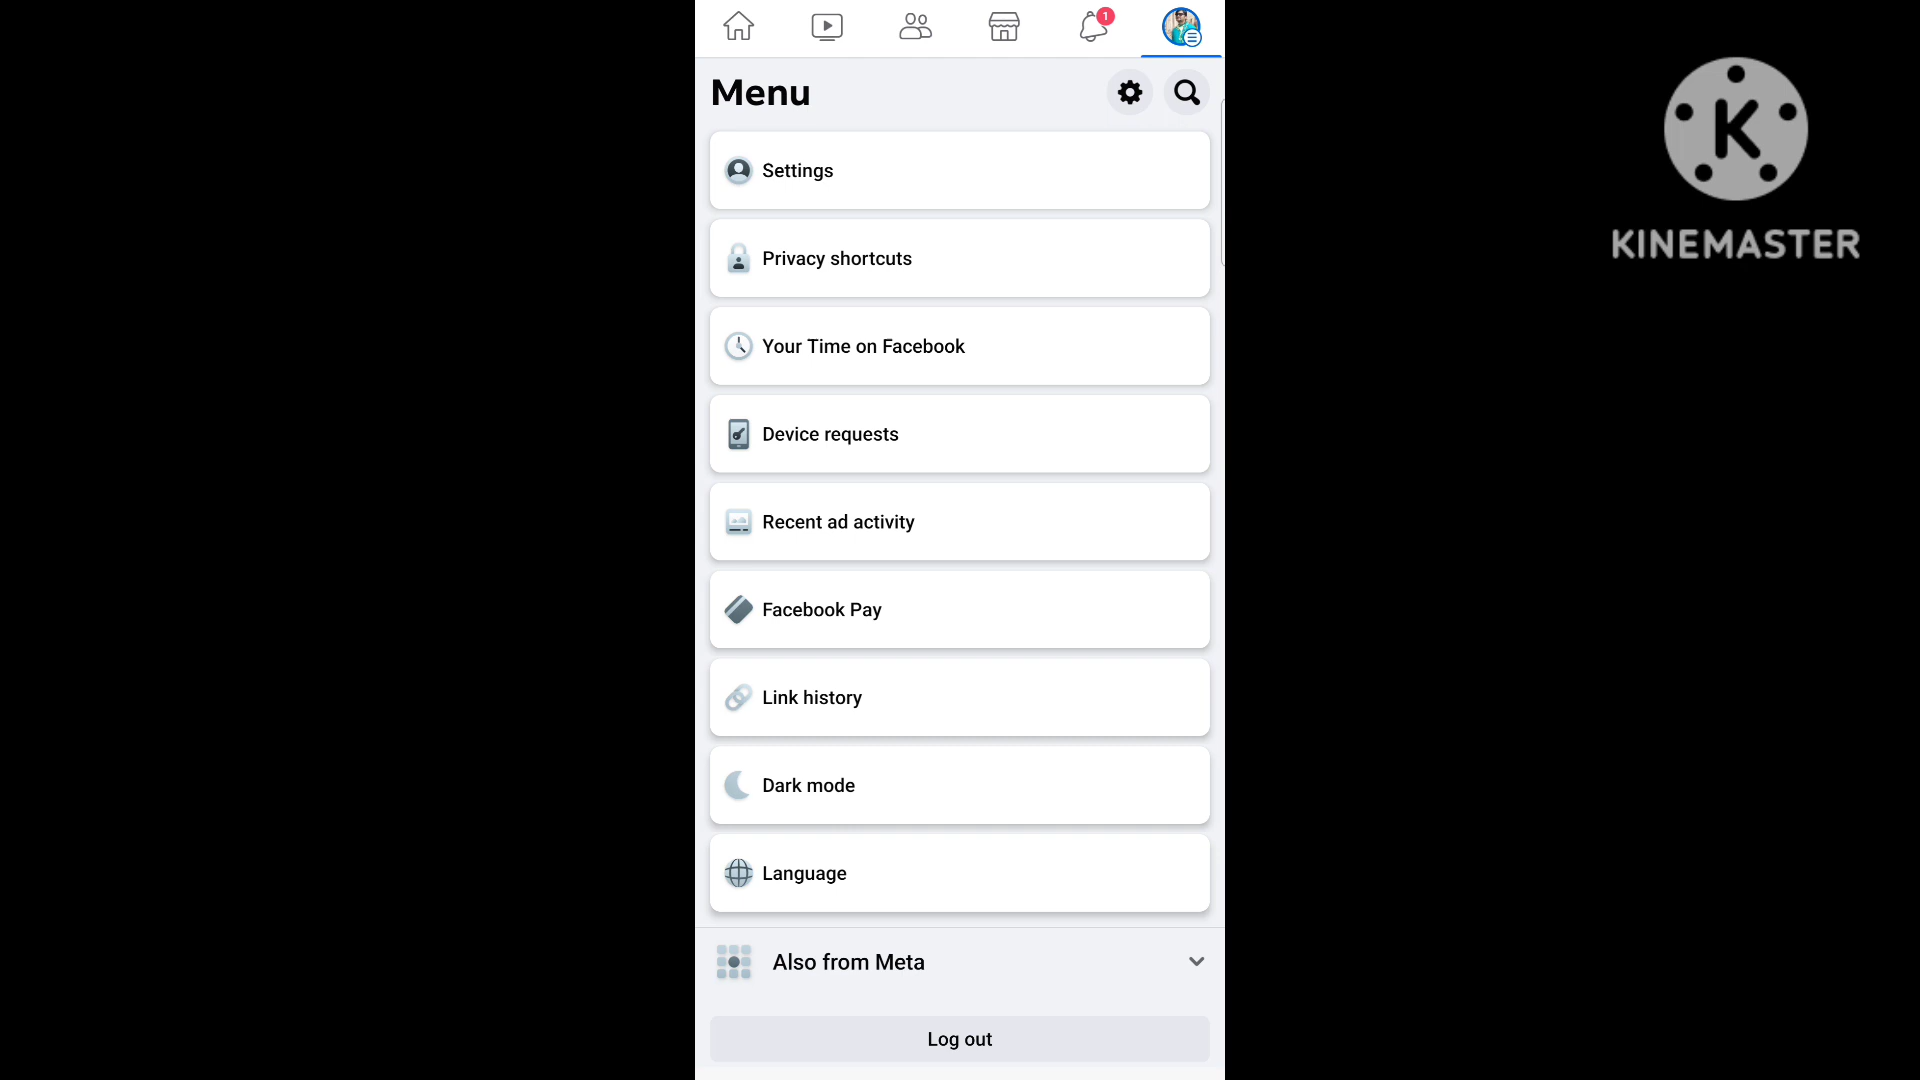 1
Menu
K
KINEMASTER
Settings
Privacy shortcuts
Your Time on Facebook
Device requests
Recent ad activity
Facebook Pay
Link history
Dark mode
Language
Also from Meta
Log out